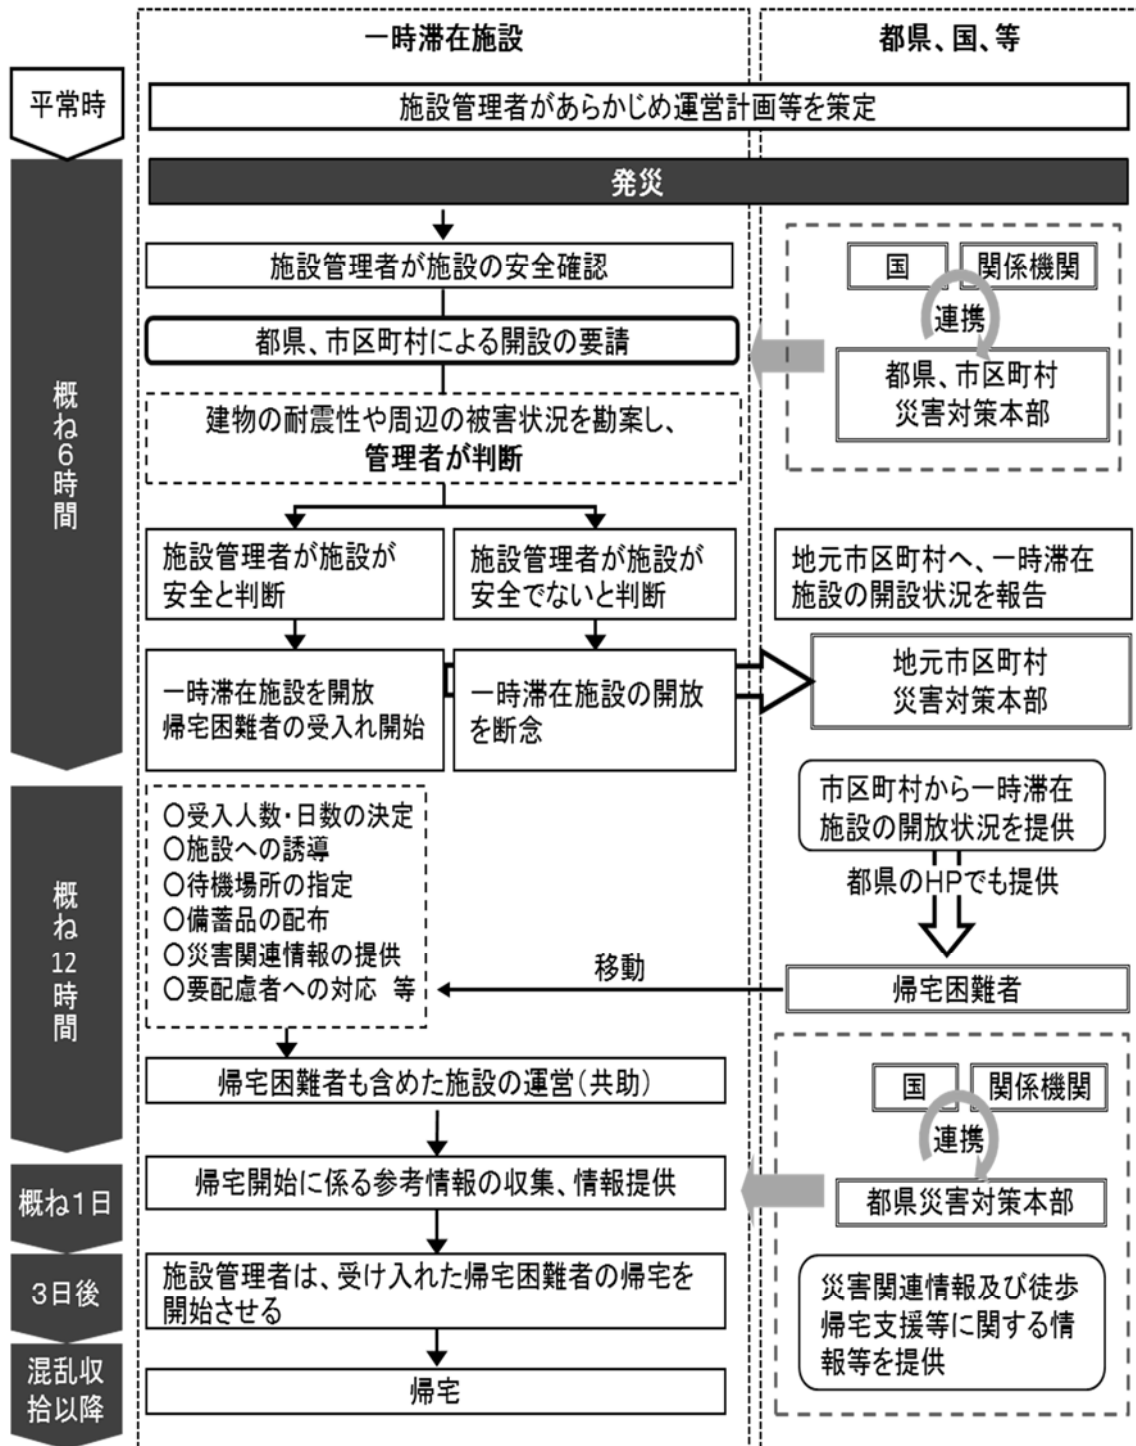 一時滞在施設
都県、国、等
平常時
施設管理者があらかじめ運営計画等を策定
発災
概ね6時間
施設管理者が施設の安全確認
都県、市区町村による開設の要請
国
関係機関
連携
都県、市区町村
災害対策本部
建物の耐震性や周辺の被害状況を勘案し、
管理者が判断
施設管理者が施設が
安全と判断
施設管理者が施設が
安全でないと判断
地元市区町村へ、一時滞在
施設の開設状況を報告
一時滞在施設を開放
帰宅困難者の受入れ開始
一時滞在施設の開放
を断念
地元市区町村
災害対策本部
概ね12時間
○受入人数・日数の決定
○施設への誘導
○待機場所の指定
○備蓄品の配布
○災害関連情報の提供
○要配慮者への対応 等
市区町村から一時滞在
施設の開放状況を提供
都県のHPでも提供
移動
帰宅困難者
帰宅困難者も含めた施設の運営(共助)
国
関係機関
連携
都県災害対策本部
概ね1日
帰宅開始に係る参考情報の収集、情報提供
3日後
施設管理者は、受け入れた帰宅困難者の帰宅を
開始させる
災害関連情報及び徒歩
帰宅支援等に関する情
報等を提供
混乱収
拾以降
帰宅